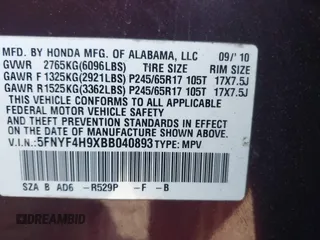 MFD. BY HONDA MFG. OF ALABAMA, LLC 09/'10
GVWR 2765KG(6096LBS) TIRE SIZE RIM SIZE
GAWR F 1325KG(2921LBS) P245/65R17 105T 17X7.5J
GAWR R1525KG(3362LBS) P245/65R17 105T 17X7.5J
THIS VEHICLE CONFORMS TO ALL APPLICABLE FEDERAL
MOTOR VEHICLE SAFETY AND THEFT PREVENTION
STANDARDS IN EFFECT ON THE DATE OF
MANUFACTURE SHOWN ABOVE.
V.I.N.:5FNYF4H9XBB040893 TYPE: MPV
SZA B AD6 -R529P -F -B